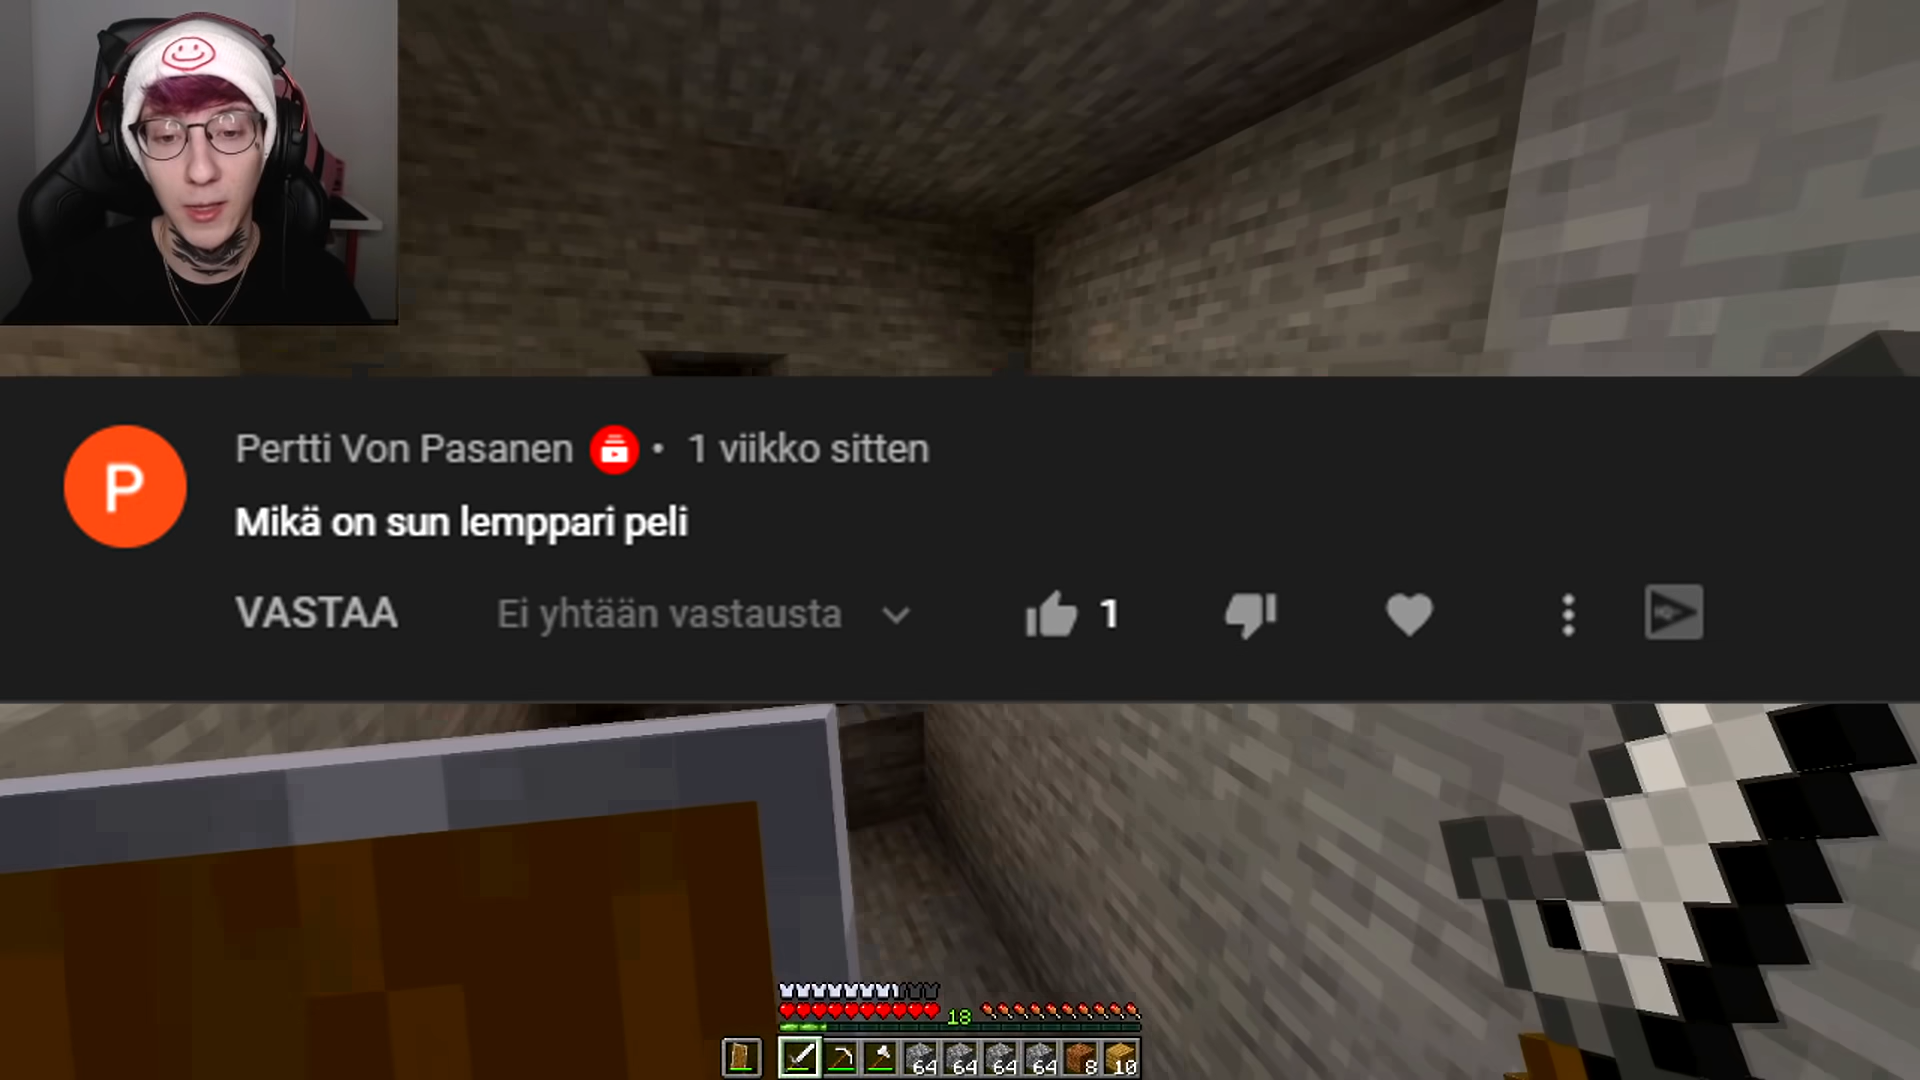 P
Pertti Von Pasanen • 1 viikko sitten
Mikä on sun lemppari peli
VASTAA Ei yhtään vastausta 1
18
64 64 64 64 8 10